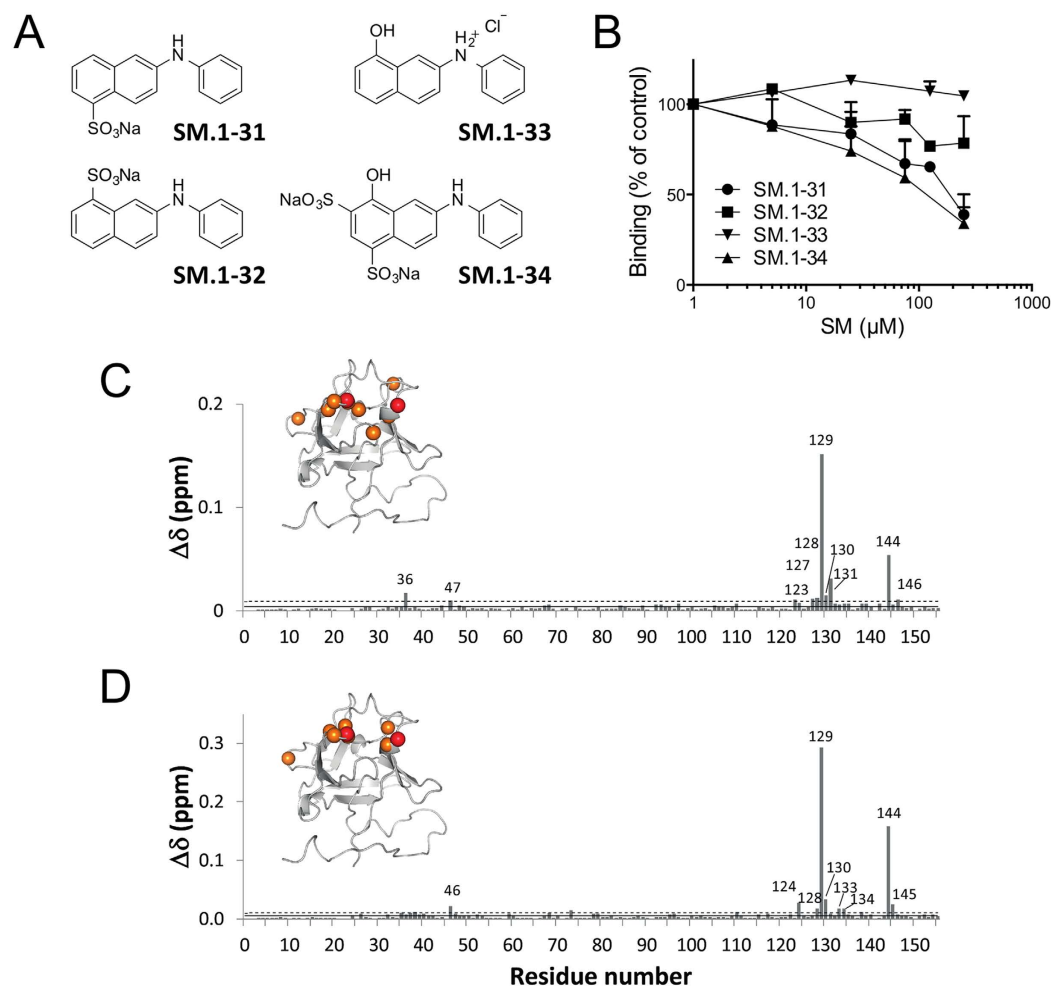 A
H
N
SO₃Na
SM.1-31
OH
H₂⁺ Cl⁻
N
SM.1-33
SO₃Na
H
N
SM.1-32
OH
NaO₃S
H
N
SO₃Na
SM.1-34
B
Binding (% of control)
100
50
0
SM.1-31
SM.1-32
SM.1-33
SM.1-34
1 10 100 1000
SM (µM)
C
Δδ (ppm)
0.2
0.1
0
36
47
123
127
128
129
130
131
144
146
0 10 20 30 40 50 60 70 80 90 100 110 120 130 140 150
D
Δδ (ppm)
0.3
0.2
0.1
0.0
46
124
128
129
130
133
134
144
145
0 10 20 30 40 50 60 70 80 90 100 110 120 130 140 150
Residue number